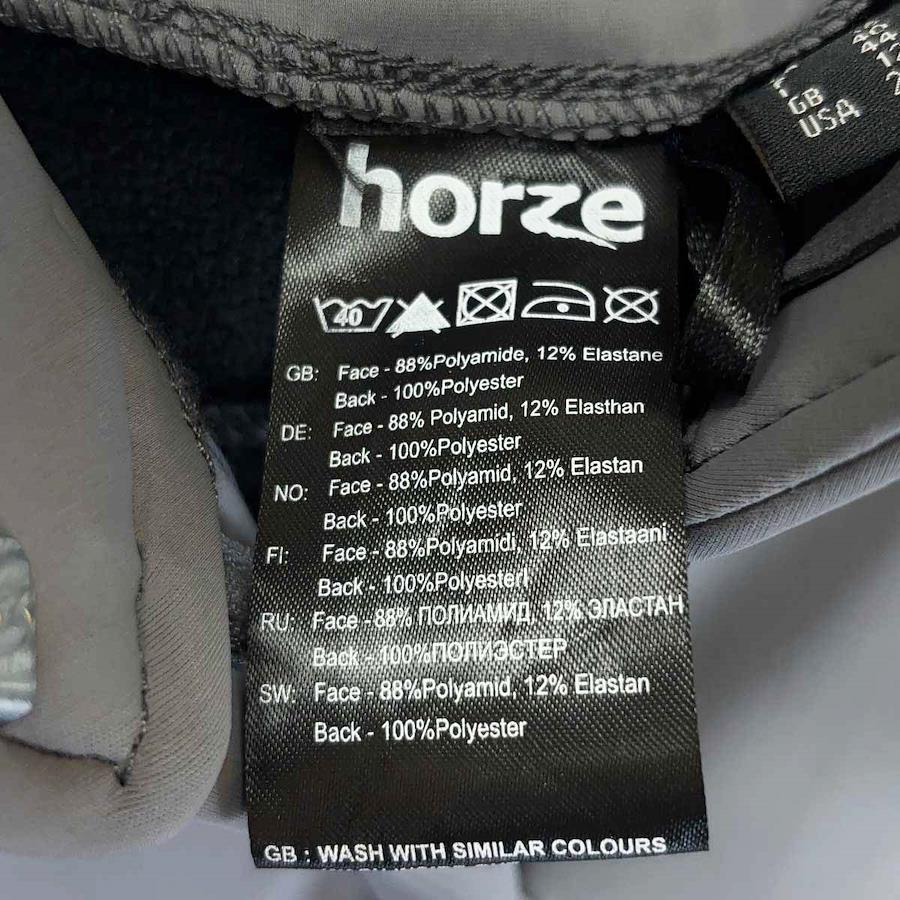 horze
40
GB: Face - 88%Polyamide, 12% Elastane
Back - 100%Polyester
DE: Face - 88% Polyamid, 12% Elasthan
Back - 100%Polyester
NO: Face - 88%Polyamid, 12% Elastan
Back - 100%Polyester
FI: Face - 88%Polyamidi, 12% Elastaani
Back - 100%Polyesterl
RU: Face - 88% ПОЛИАМИД, 12% ЭЛАСТАН
Back - 100%ПОЛИЭСТЕР
SW: Face - 88%Polyamid, 12% Elastan
Back - 100%Polyester
GB : WASH WITH SIMILAR COLOURS
44
GB
USA